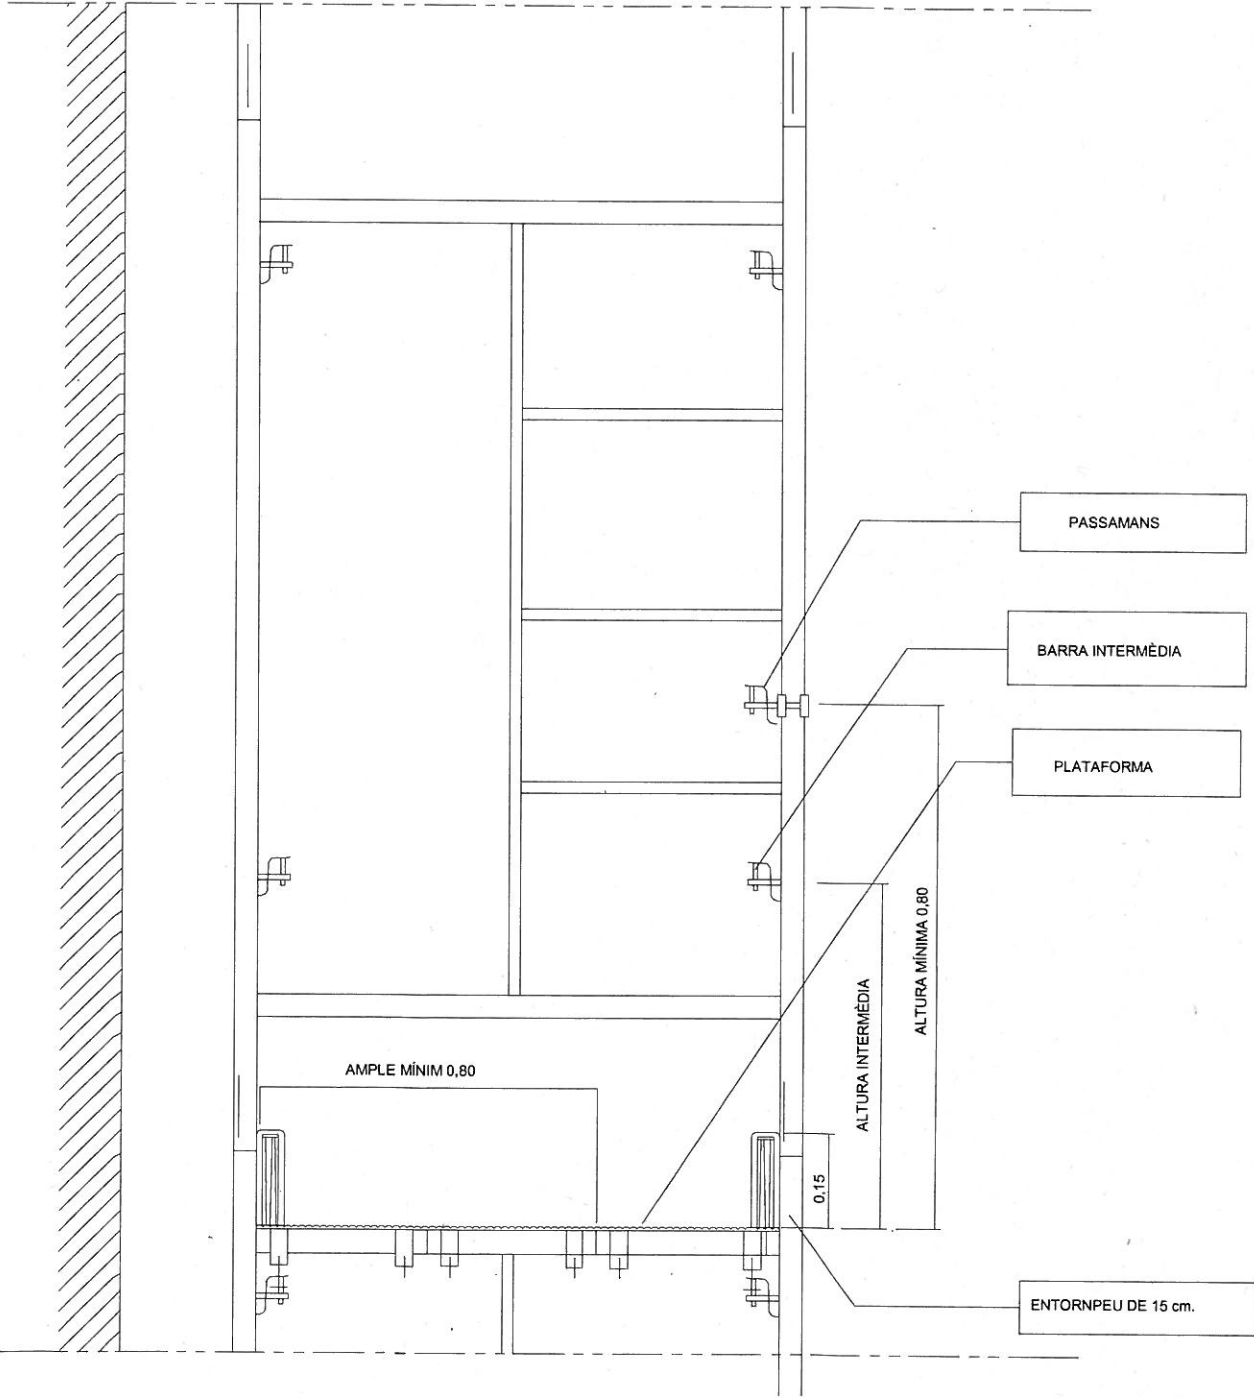 PASSAMANS
BARRA INTERMÈDIA
PLATAFORMA
ALTURA MÍNIMA 0,80
ALTURA INTERMÈDIA
AMPLE MÍNIM 0,80
0,15
ENTORNPEU DE 15 cm.